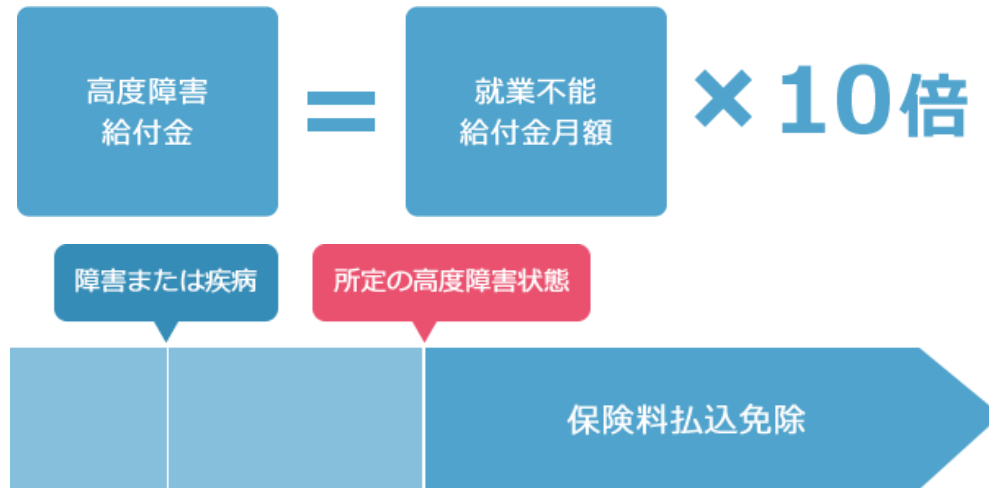 高度障害
給付金
=
就業不能
給付金月額
×10倍
障害または疾病
所定の高度障害状態
保険料払込免除